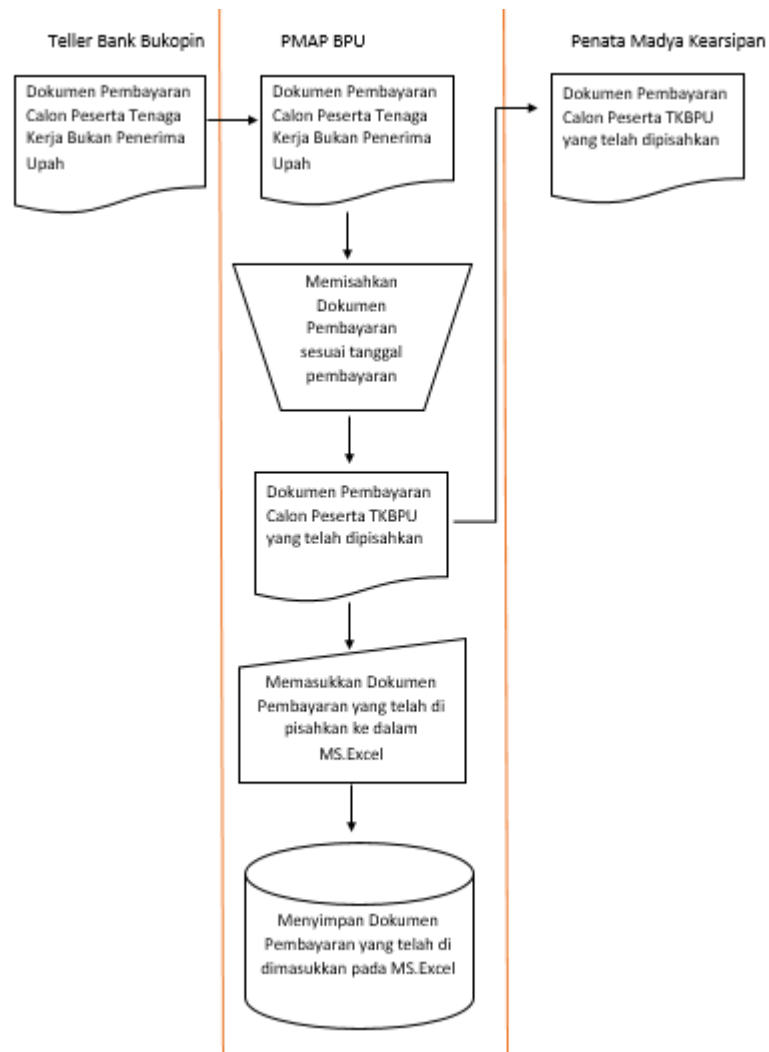 Teller Bank Bukopin
PMAP BPU
Penata Madya Kearsipan
Dokumen Pembayaran
Calon Peserta Tenaga
Kerja Bukan Penerima
Upah
Dokumen Pembayaran
Calon Peserta Tenaga
Kerja Bukan Penerima
Upah
Dokumen Pembayaran
Calon Peserta TKBPU
yang telah dipisahkan
Memisahkan
Dokumen
Pembayaran
sesuai tanggal
pembayaran
Dokumen Pembayaran
Calon Peserta TKBPU
yang telah dipisahkan
Memasukkan Dokumen
Pembayaran yang telah di
pisahkan ke dalam
MS.Excel
Menyimpan Dokumen
Pembayaran yang telah di
dimasukkan pada MS.Excel